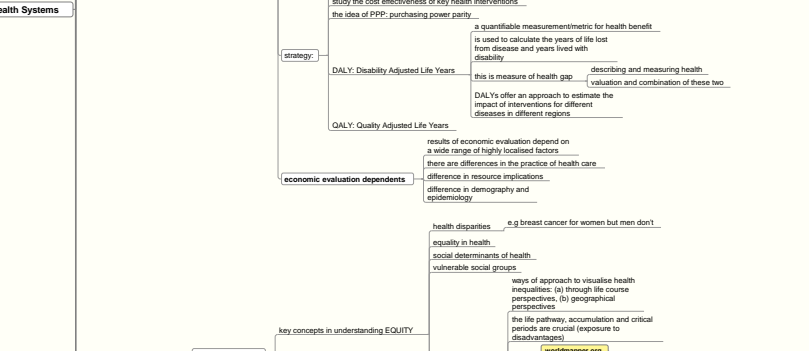 study the cost effectiveness of key health interventions
ealth Systems
the idea of PPP: purchasing power parity
a quantifiable measurement/metric for health benefit
is used to calculate the years of life lost
from disease and years lived with
disability
strategy:
DALY: Disability Adjusted Life Years
this is measure of health gap
describing and measuring health
valuation and combination of these two
DALYs offer an approach to estimate the
impact of interventions for different
diseases in different regions
QALY: Quality Adjusted Life Years
results of economic evaluation depend on
a wide range of highly localised factors
there are differences in the practice of health care
economic evaluation dependents
difference in resource implications
difference in demography and
epidemiology
health disparities
e.g breast cancer for women but men don't
equality in health
social determinants of health
vulnerable social groups
ways of approach to visualise health
inequalities: (a) through life course
perspectives, (b) geographical
perspectives
the life pathway, accumulation and critical
periods are crucial (exposure to
disadvantages)
key concepts in understanding EQUITY
worldmapper.org